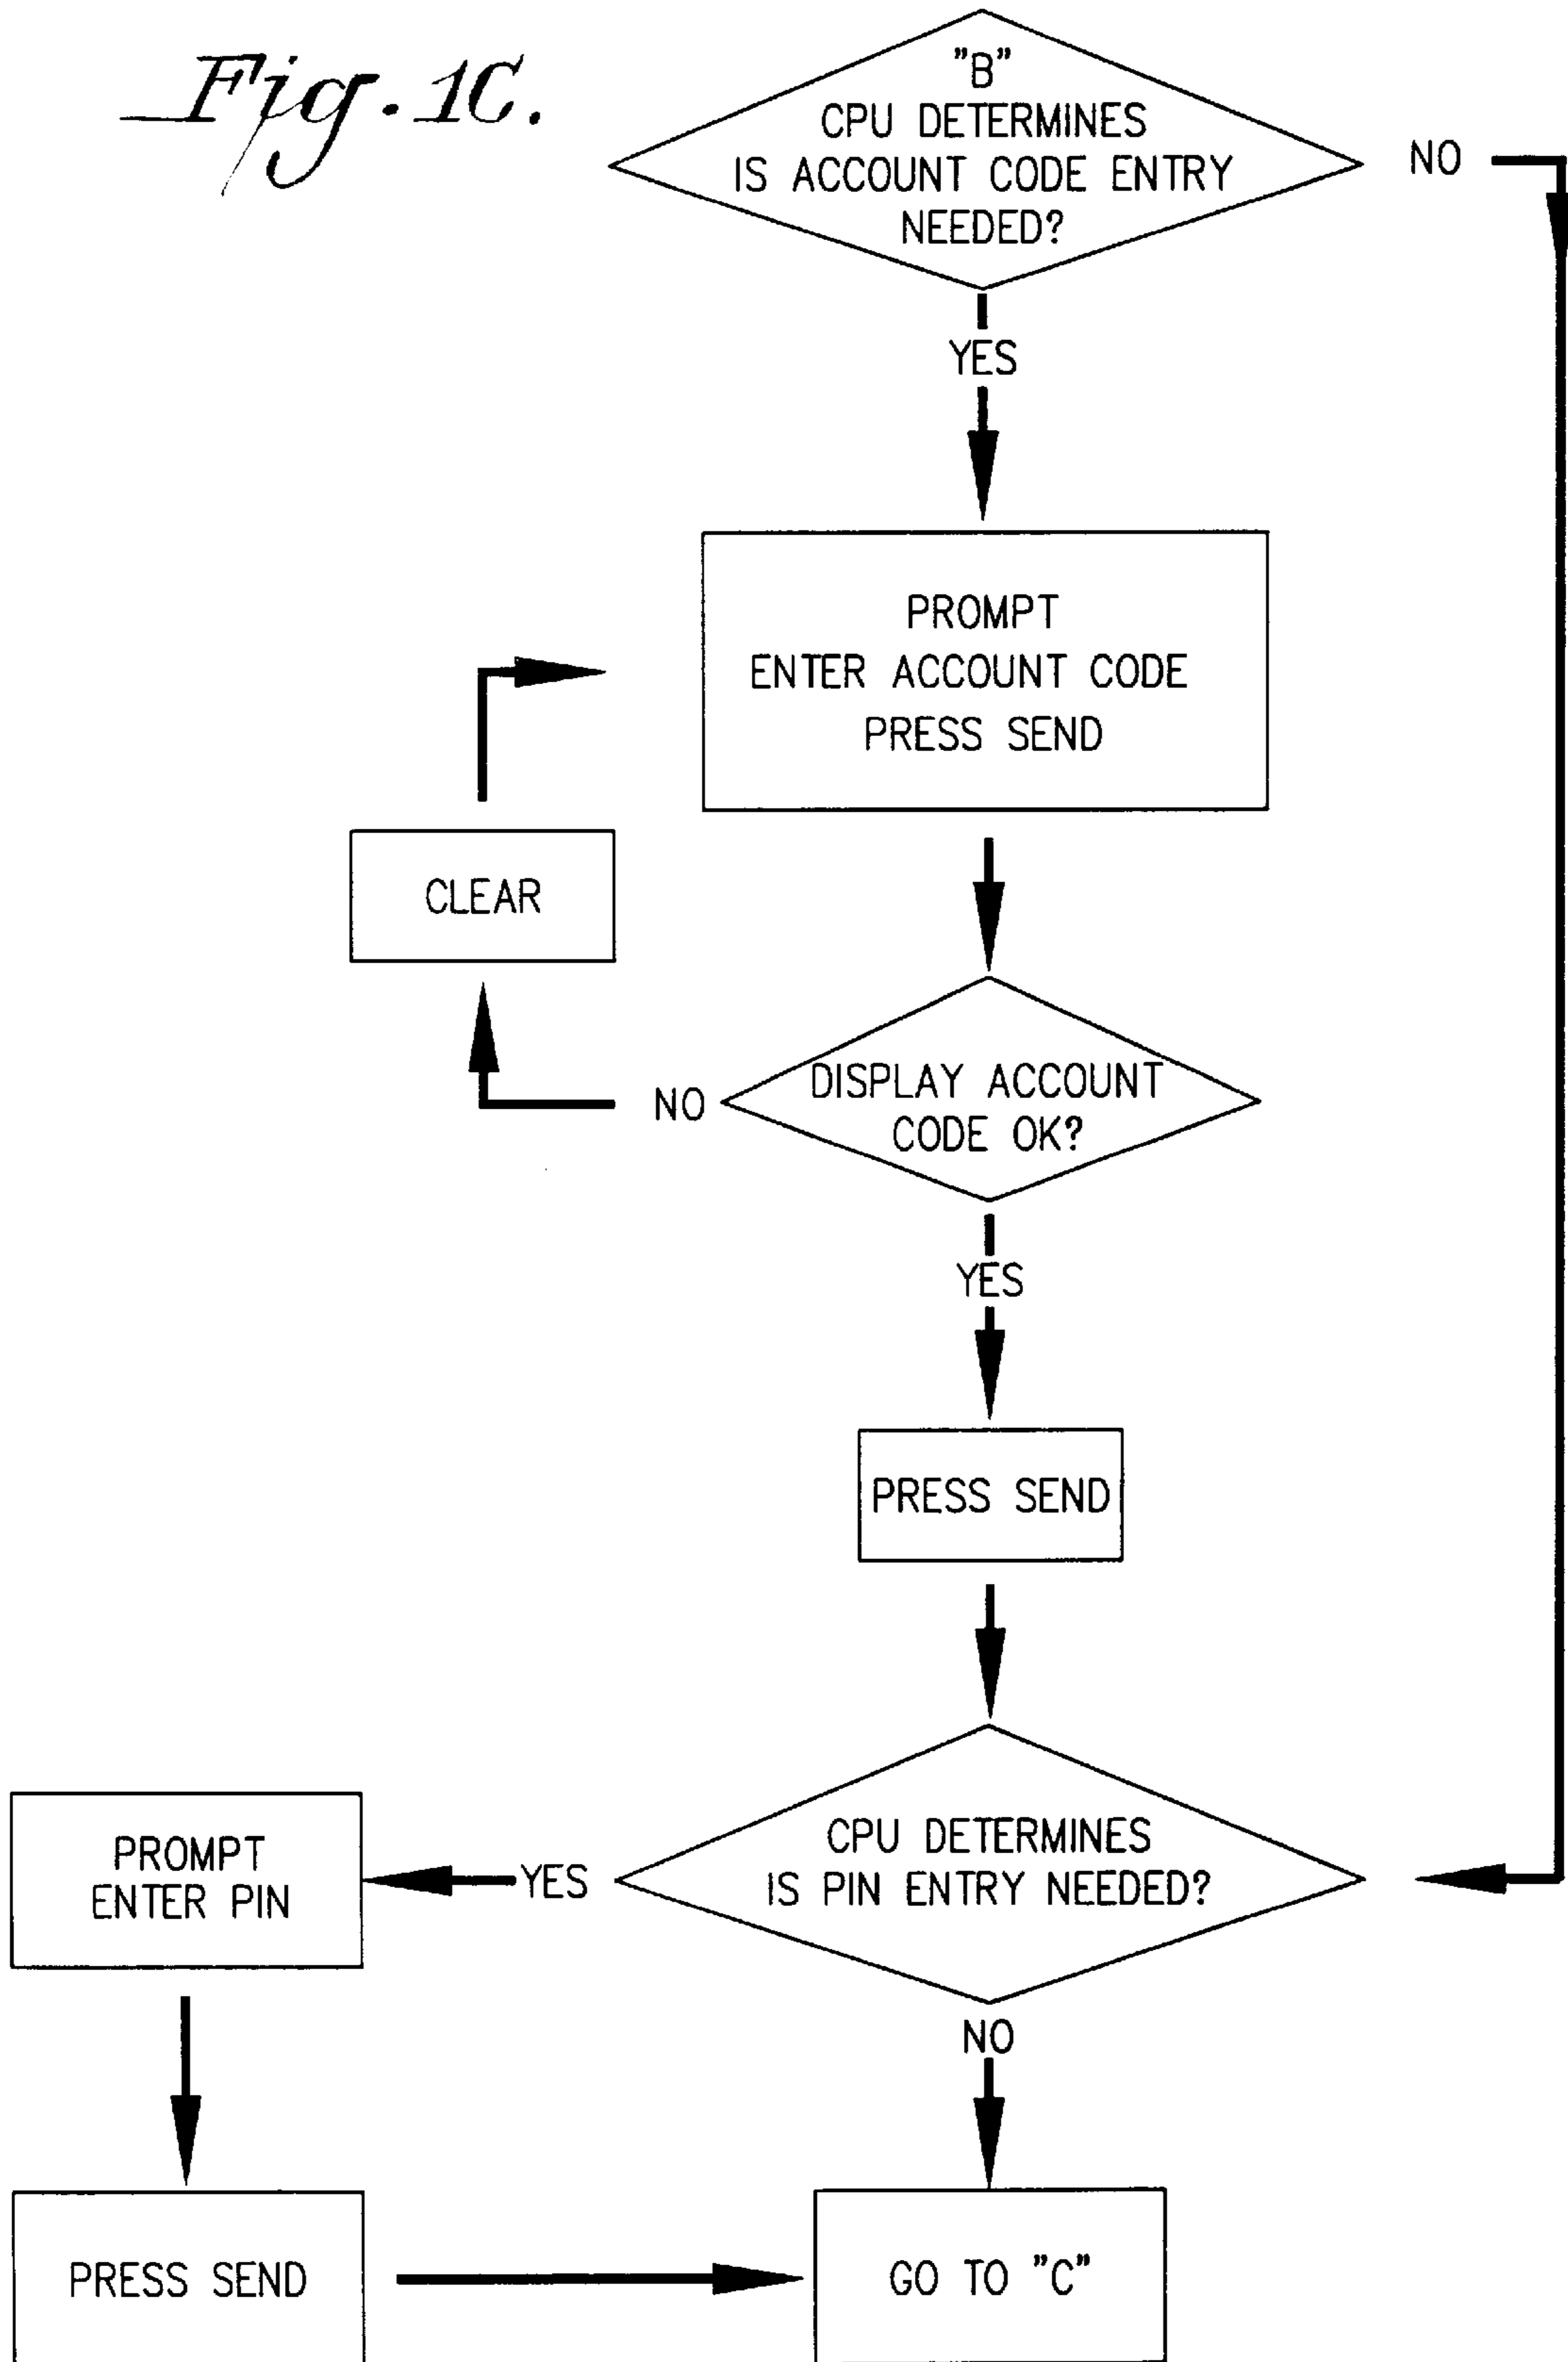 Fig. 1C.
"B"
CPU DETERMINES
IS ACCOUNT CODE ENTRY
NEEDED?
NO
YES
PROMPT
ENTER ACCOUNT CODE
PRESS SEND
CLEAR
DISPLAY ACCOUNT
CODE OK?
NO
YES
PRESS SEND
CPU DETERMINES
IS PIN ENTRY NEEDED?
YES
PROMPT
ENTER PIN
NO
PRESS SEND
GO TO "C"